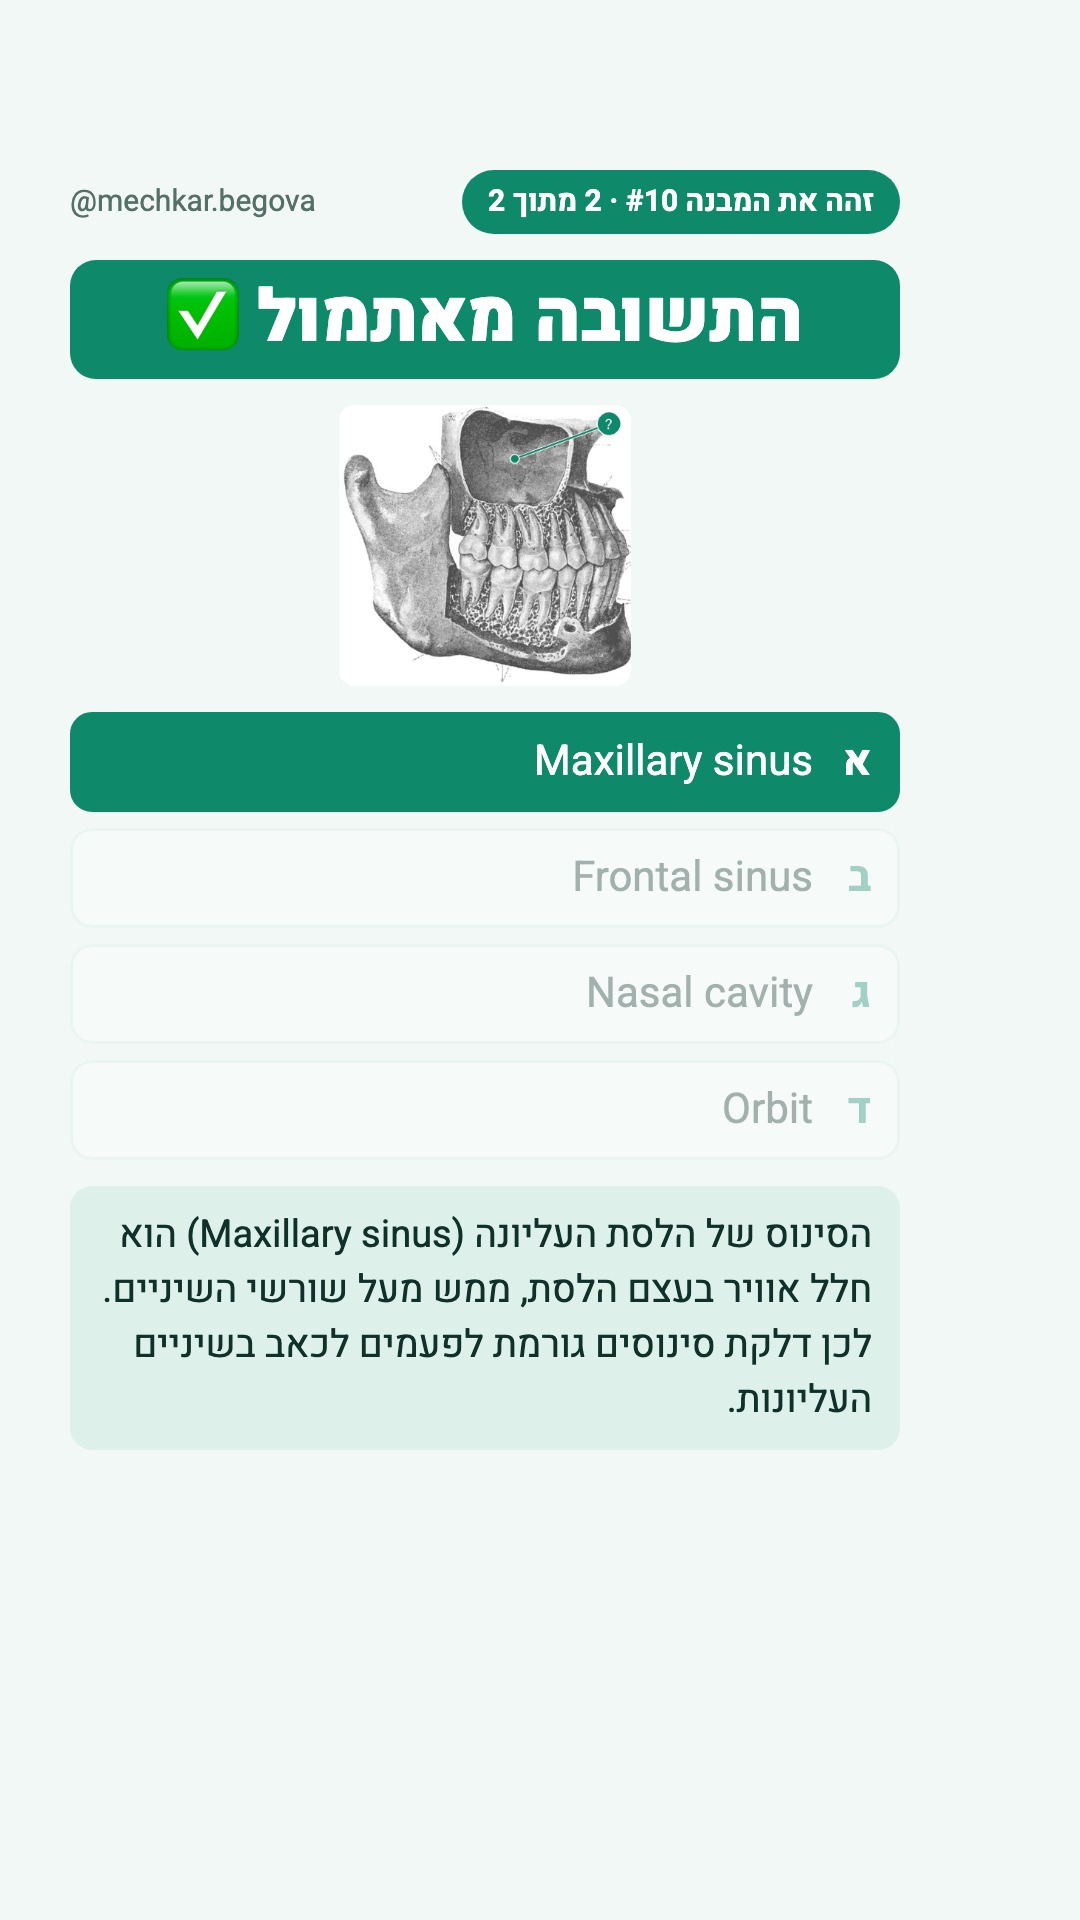 זהה את המבנה #10 · 2 מתוך 2
@mechkar.begova
התשובה מאתמול ✅
?
א Maxillary sinus
ב Frontal sinus
ג Nasal cavity
ד Orbit
הסינוס של הלסת העליונה (Maxillary sinus) הוא
חלל אוויר בעצם הלסת, ממש מעל שורשי השיניים.
לכן דלקת סינוסים גורמת לפעמים לכאב בשיניים
העליונות.